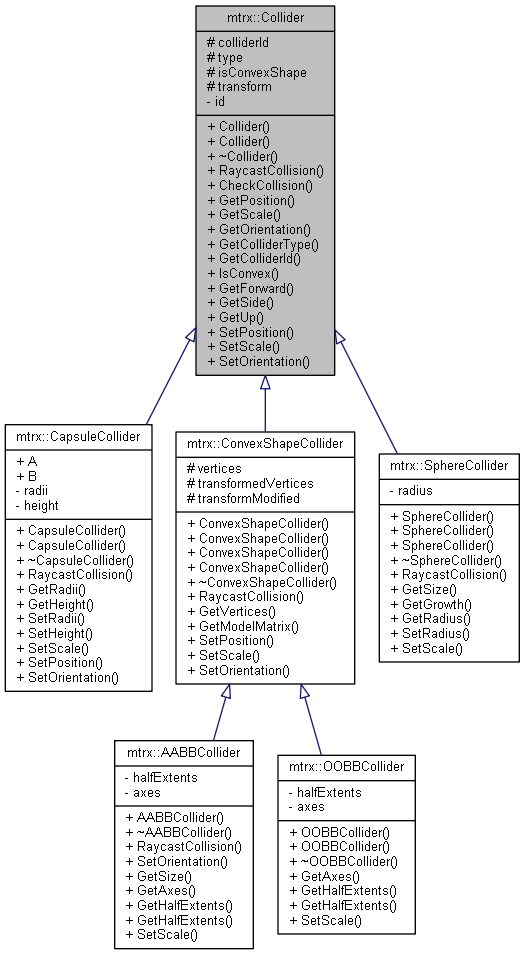 mtrx::Collider
# colliderId
# type
# isConvexShape
# transform
- id
+ Collider()
+ Collider()
+ ~Collider()
+ RaycastCollision()
+ CheckCollision()
+ GetPosition()
+ GetScale()
+ GetOrientation()
+ GetColliderType()
+ GetColliderId()
+ IsConvex()
+ GetForward()
+ GetSide()
+ GetUp()
+ SetPosition()
+ SetScale()
+ SetOrientation()
mtrx::CapsuleCollider
+ A
+ B
- radii
- height
+ CapsuleCollider()
+ CapsuleCollider()
+ ~CapsuleCollider()
+ RaycastCollision()
+ GetRadii()
+ GetHeight()
+ SetRadii()
+ SetHeight()
+ SetScale()
+ SetPosition()
+ SetOrientation()
mtrx::ConvexShapeCollider
# vertices
# transformedVertices
# transformModified
+ ConvexShapeCollider()
+ ConvexShapeCollider()
+ ConvexShapeCollider()
+ ConvexShapeCollider()
+ ~ConvexShapeCollider()
+ RaycastCollision()
+ GetVertices()
+ GetModelMatrix()
+ SetPosition()
+ SetScale()
+ SetOrientation()
mtrx::SphereCollider
- radius
+ SphereCollider()
+ SphereCollider()
+ SphereCollider()
+ ~SphereCollider()
+ RaycastCollision()
+ GetSize()
+ GetGrowth()
+ GetRadius()
+ SetRadius()
+ SetScale()
mtrx::AABBCollider
- halfExtents
- axes
+ AABBCollider()
+ ~AABBCollider()
+ RaycastCollision()
+ SetOrientation()
+ GetSize()
+ GetAxes()
+ GetHalfExtents()
+ GetHalfExtents()
+ SetScale()
mtrx::OOBBCollider
- halfExtents
- axes
+ OOBBCollider()
+ OOBBCollider()
+ ~OOBBCollider()
+ GetAxes()
+ GetHalfExtents()
+ GetHalfExtents()
+ SetScale()